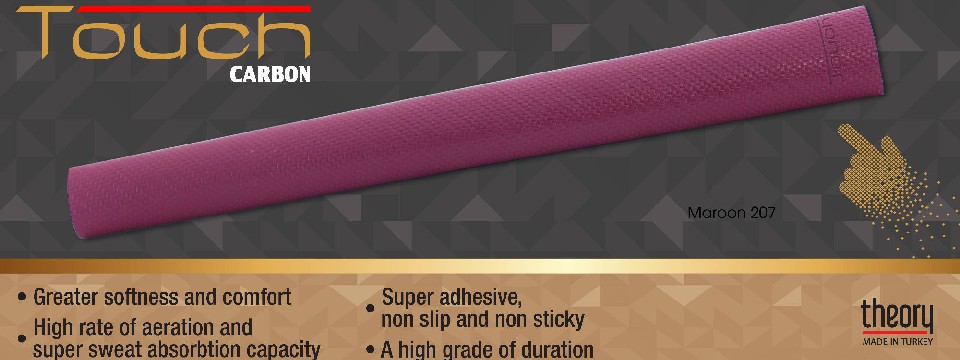 Touch
CARBON
Touch
Maroon 207
• Greater softness and comfort
• High rate of aeration and
super sweat absorbtion capacity
• Super adhesive,
non slip and non sticky
• A high grade of duration
theory
MADE IN TURKEY